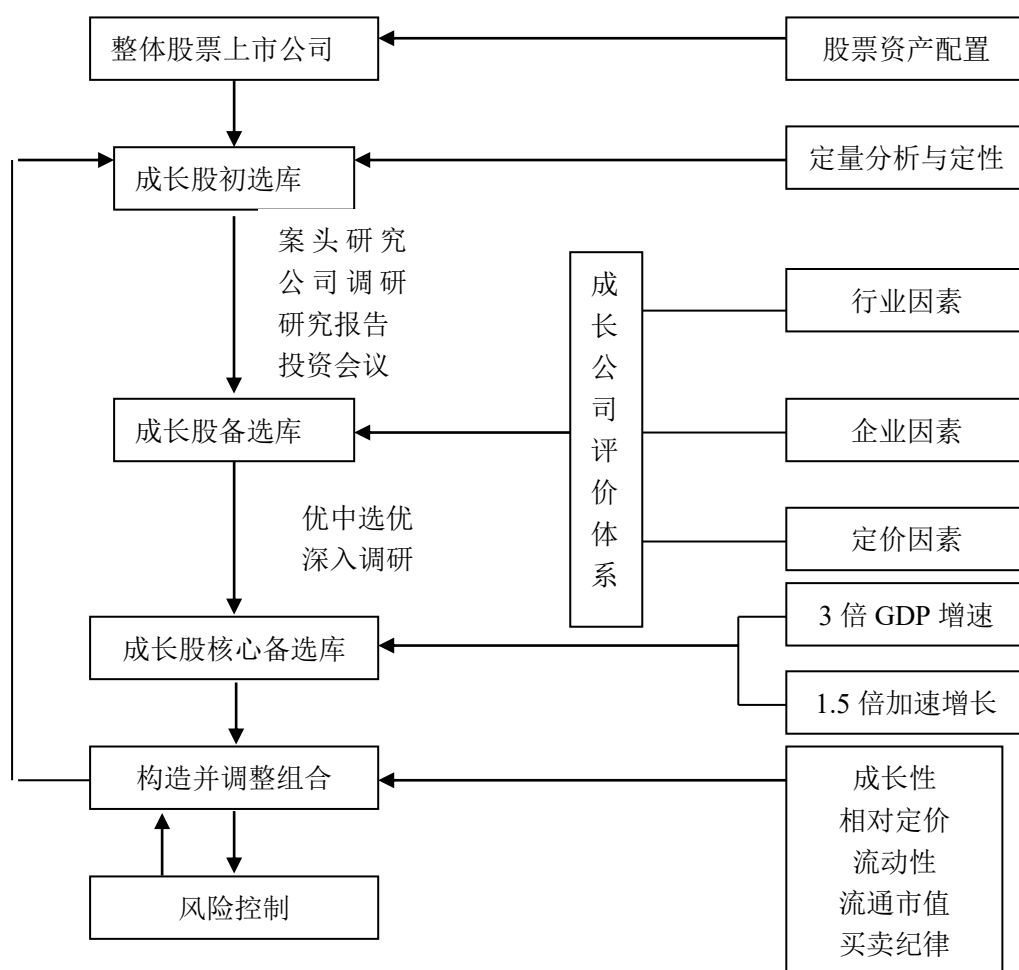 整体股票上市公司
股票资产配置
成长股初选库
定量分析与定性
案头研究
公司调研
研究报告
投资会议
成长公司评价体系
行业因素
成长股备选库
企业因素
优中选优
深入调研
定价因素
成长股核心备选库
3 倍 GDP 增速
1.5 倍加速增长
构造并调整组合
成长性
相对定价
流动性
流通市值
买卖纪律
风险控制